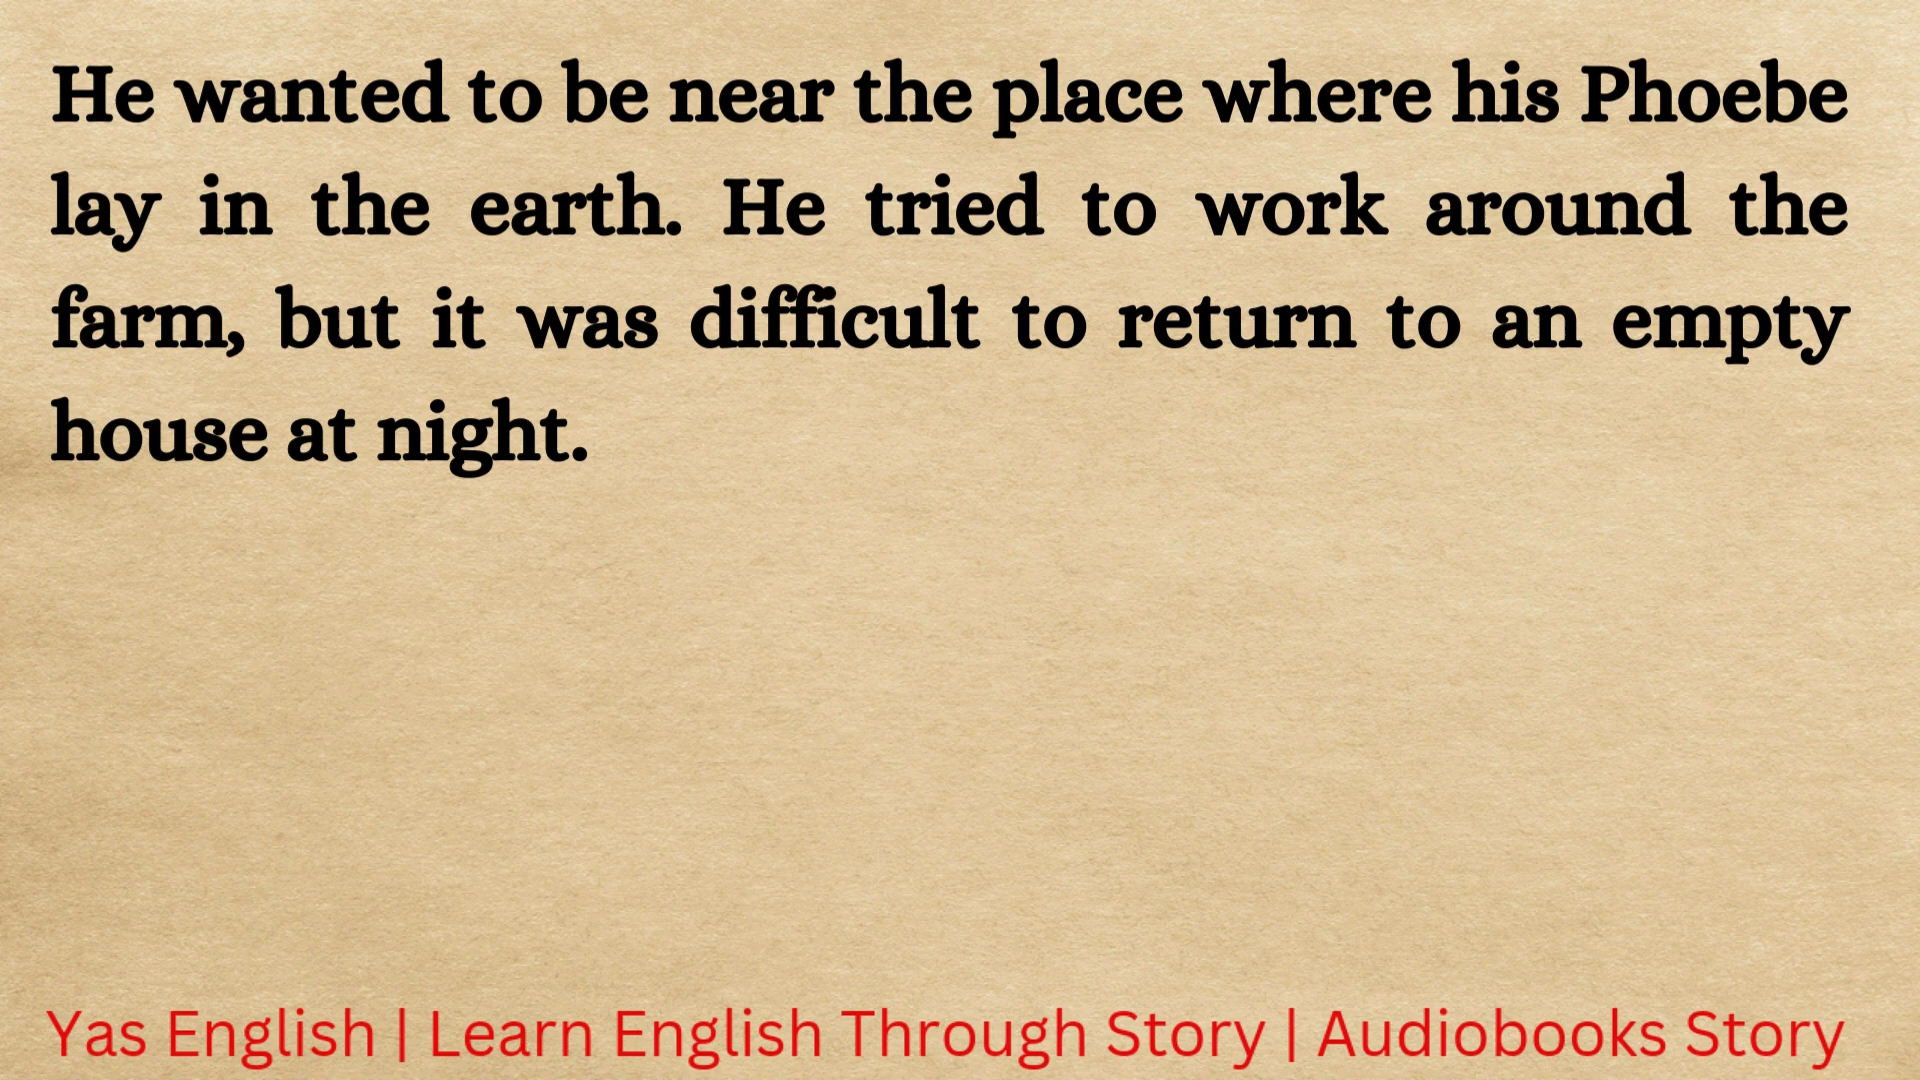 He wanted to be near the place where his Phoebe
lay in the earth. He tried to work around the
farm, but it was difficult to return to an empty
house at night.
Yas English | Learn English Through Story | Audiobooks Story